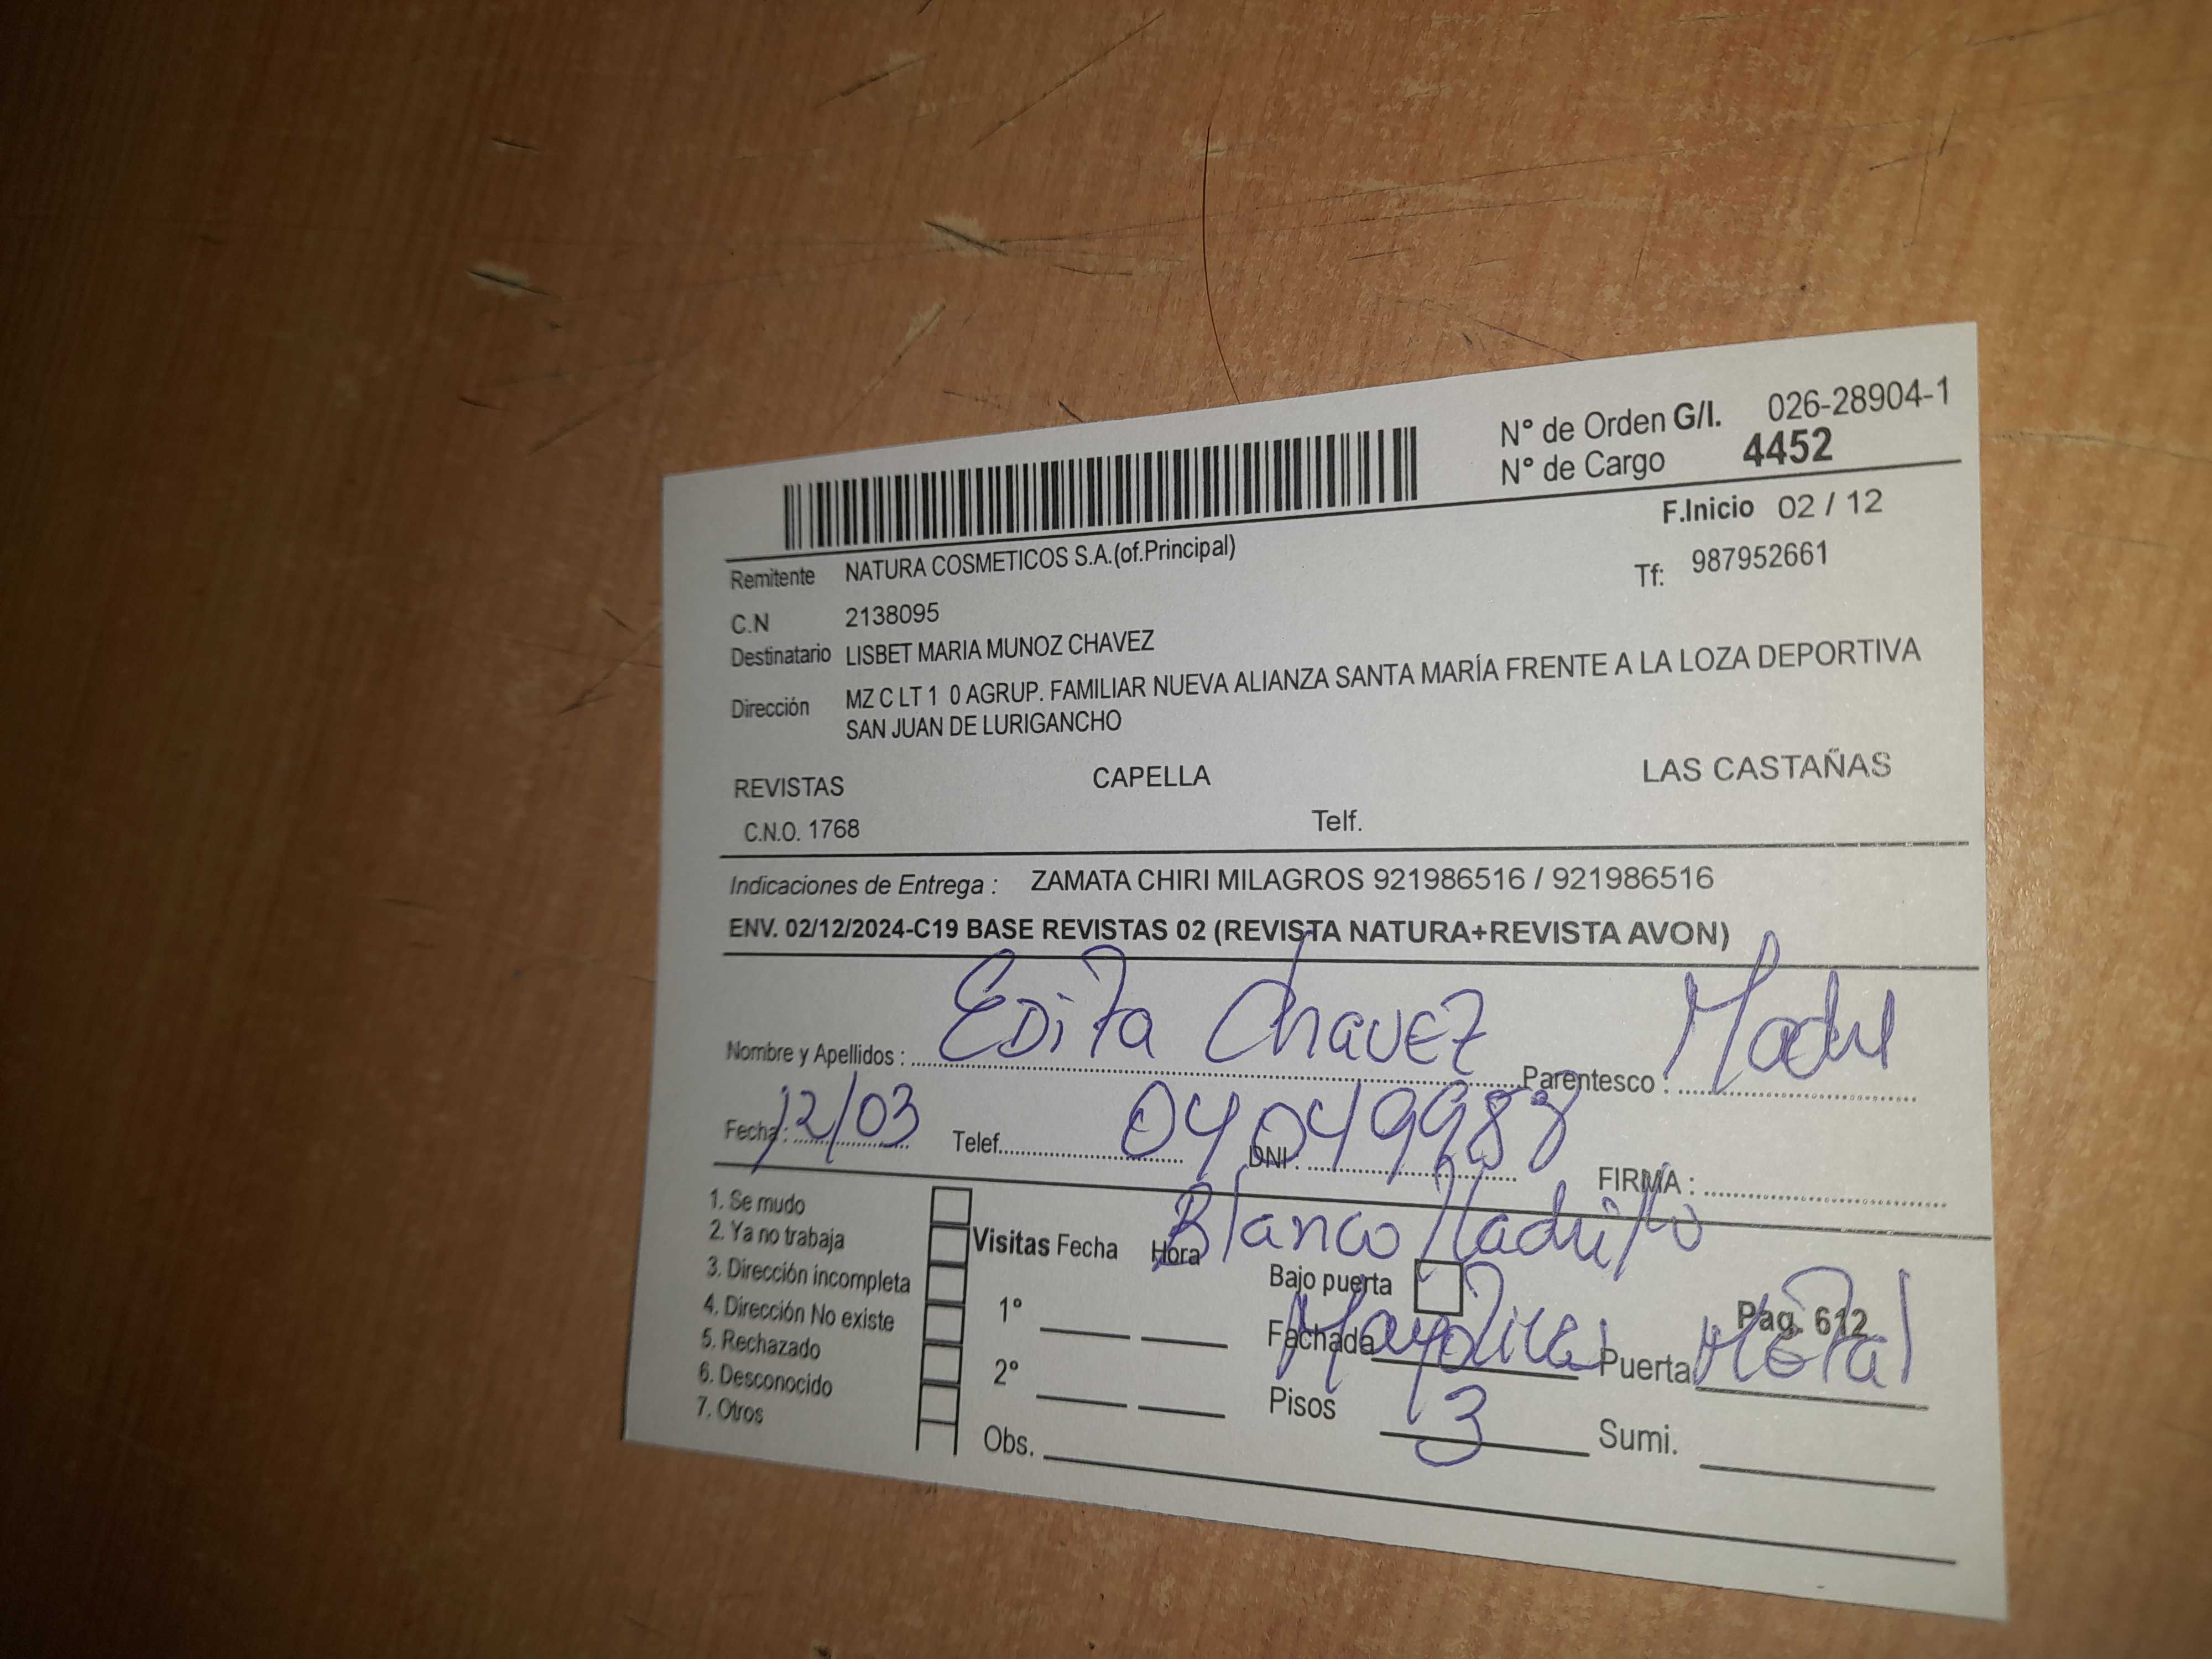 N° de Orden G/I. 026-28904-1
N° de Cargo 4452
F.Inicio 02 / 12
Remitente NATURA COSMETICOS S.A.(of.Principal)
Tf: 987952661
C.N 2138095
Destinatario LISBET MARIA MUNOZ CHAVEZ
Dirección MZ C LT 1 0 AGRUP. FAMILIAR NUEVA ALIANZA SANTA MARÍA FRENTE A LA LOZA DEPORTIVA
SAN JUAN DE LURIGANCHO
REVISTAS CAPELLA LAS CASTAÑAS
C.N.O. 1768 Telf.
Indicaciones de Entrega : ZAMATA CHIRI MILAGROS 921986516 / 921986516
ENV. 02/12/2024-C19 BASE REVISTAS 02 (REVISTA NATURA+REVISTA AVON)
Nombre y Apellidos : Edita Chavez Parentesco : Madre
Fecha: 12/03 Telef. DNI. FIRMA :
1. Se mudo
2. Ya no trabaja
3. Dirección incompleta
4. Dirección No existe
5. Rechazado
6. Desconocido
7. Otros
Visitas Fecha Hora
1°
2°
Obs.
Blanco ladrillo
Bajo puerta
Pag. 612
Fachada Mayolica Puerta Metal
Pisos 3 Sumi.